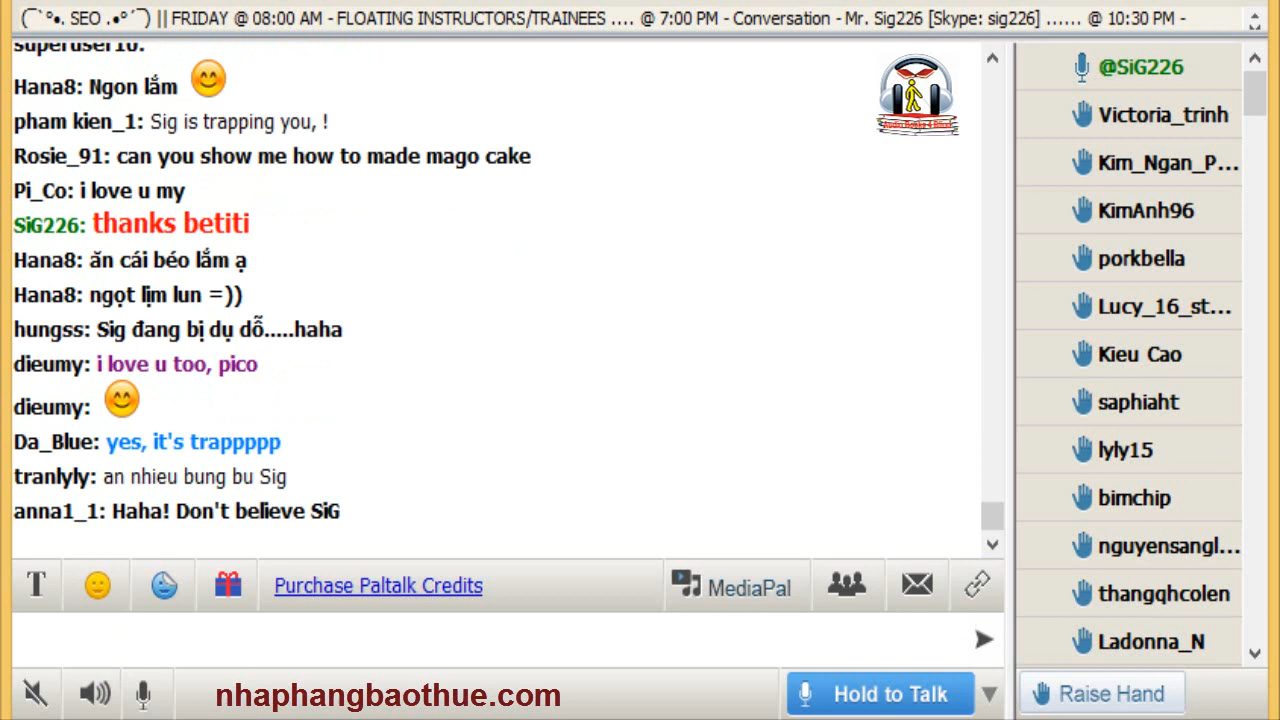 (¯`°•. SEO .•°´¯) || FRIDAY @ 08:00 AM - FLOATING INSTRUCTORS/TRAINEES .... @ 7:00 PM - Conversation - Mr. Sig226 [Skype: sig226] ...... @ 10:30 PM -
superuser10:
Hana8: Ngon lắm 😊
pham kien_1: Sig is trapping you, !
Rosie_91: can you show me how to made mago cake
Pi_Co: i love u my
SiG226: thanks betiti
Hana8: ăn cái béo lắm ạ
Hana8: ngọt lịm lun =))
hungss: Sig đang bị dụ dỗ.....haha
dieumy: i love u too, pico
dieumy: 😊
Da_Blue: yes, it's trappppp
tranlyly: an nhieu bung bu Sig
anna1_1: Haha! Don't believe SiG
@SiG226
Victoria_trinh
Kim_Ngan_P...
KimAnh96
porkbella
Lucy_16_st...
Kieu Cao
saphiaht
lyly15
bimchip
nguyensangl...
thangqhcolen
Ladonna_N
T
Purchase Paltalk Credits
MediaPal
nhaphangbaothue.com
Hold to Talk
Raise Hand